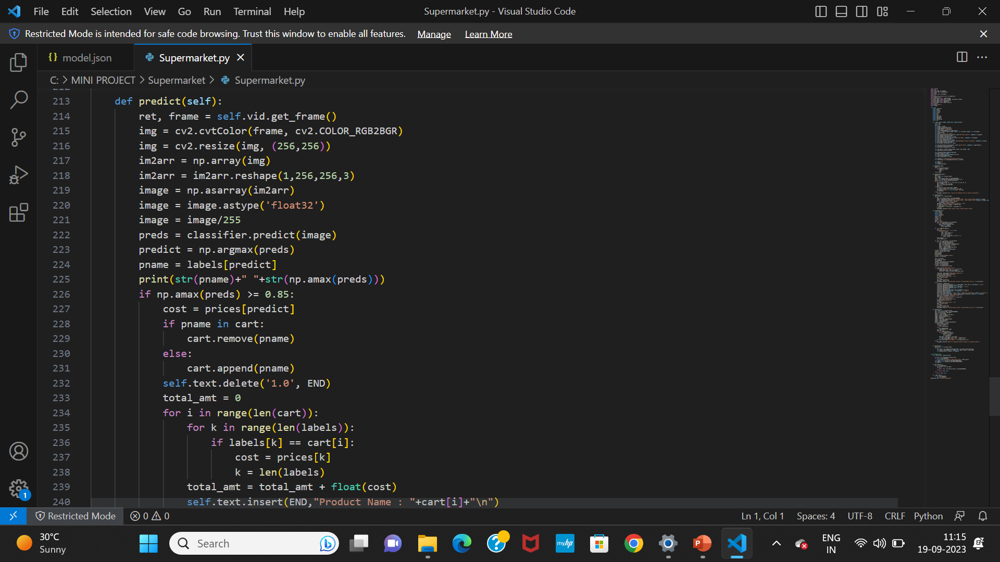 File Edit Selection View Go Run Terminal Help Supermarket.py - Visual Studio Code
Restricted Mode is intended for safe code browsing. Trust this window to enable all features. Manage Learn More
{} model.json Supermarket.py
C: > MINI PROJECT > Supermarket > Supermarket.py
212
213 def predict(self):
214 ret, frame = self.vid.get_frame()
215 img = cv2.cvtColor(frame, cv2.COLOR_RGB2BGR)
216 img = cv2.resize(img, (256,256))
217 im2arr = np.array(img)
218 im2arr = im2arr.reshape(1,256,256,3)
219 image = np.asarray(im2arr)
220 image = image.astype('float32')
221 image = image/255
222 preds = classifier.predict(image)
223 predict = np.argmax(preds)
224 pname = labels[predict]
225 print(str(pname)+" "+str(np.amax(preds)))
226 if np.amax(preds) >= 0.85:
227 cost = prices[predict]
228 if pname in cart:
229 cart.remove(pname)
230 else:
231 cart.append(pname)
232 self.text.delete('1.0', END)
233 total_amt = 0
234 for i in range(len(cart)):
235 for k in range(len(labels)):
236 if labels[k] == cart[i]:
237 cost = prices[k]
238 k = len(labels)
239 total_amt = total_amt + float(cost)
240 self.text.insert(END,"Product Name : "+cart[i]+"\n")
1
Restricted Mode 0 0 Ln 1, Col 1 Spaces: 4 UTF-8 CRLF Python
30°C
Sunny
Search
myhp
ENG
IN
11:15
19-09-2023